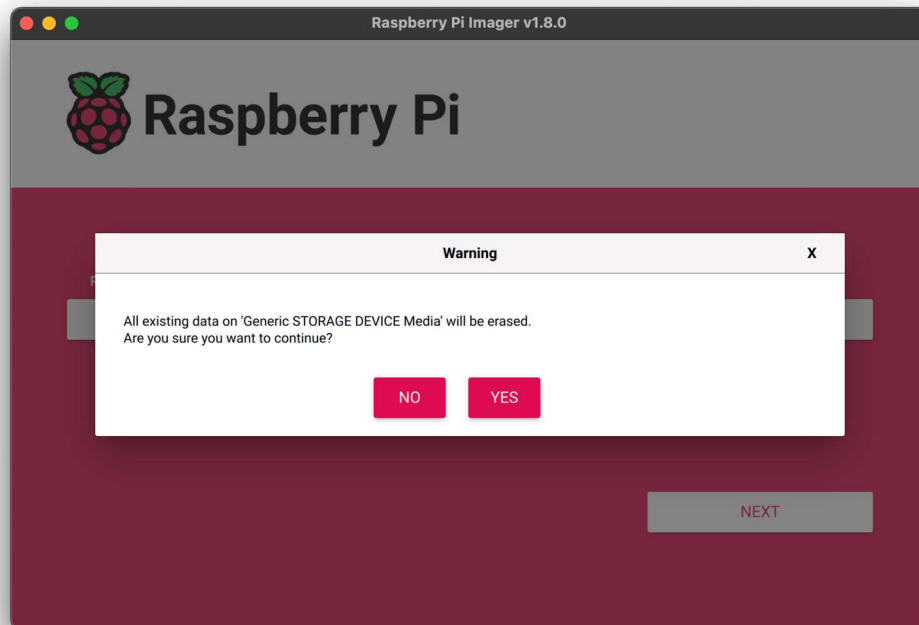 Raspberry Pi Imager v1.8.0
Raspberry Pi
Warning
X
All existing data on 'Generic STORAGE DEVICE Media' will be erased.
Are you sure you want to continue?
NO
YES
NEXT